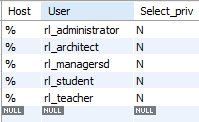 Host User Select_priv
% rl_administrator N
% rl_architect N
% rl_managersd N
% rl_student N
% rl_teacher N
NULL NULL NULL